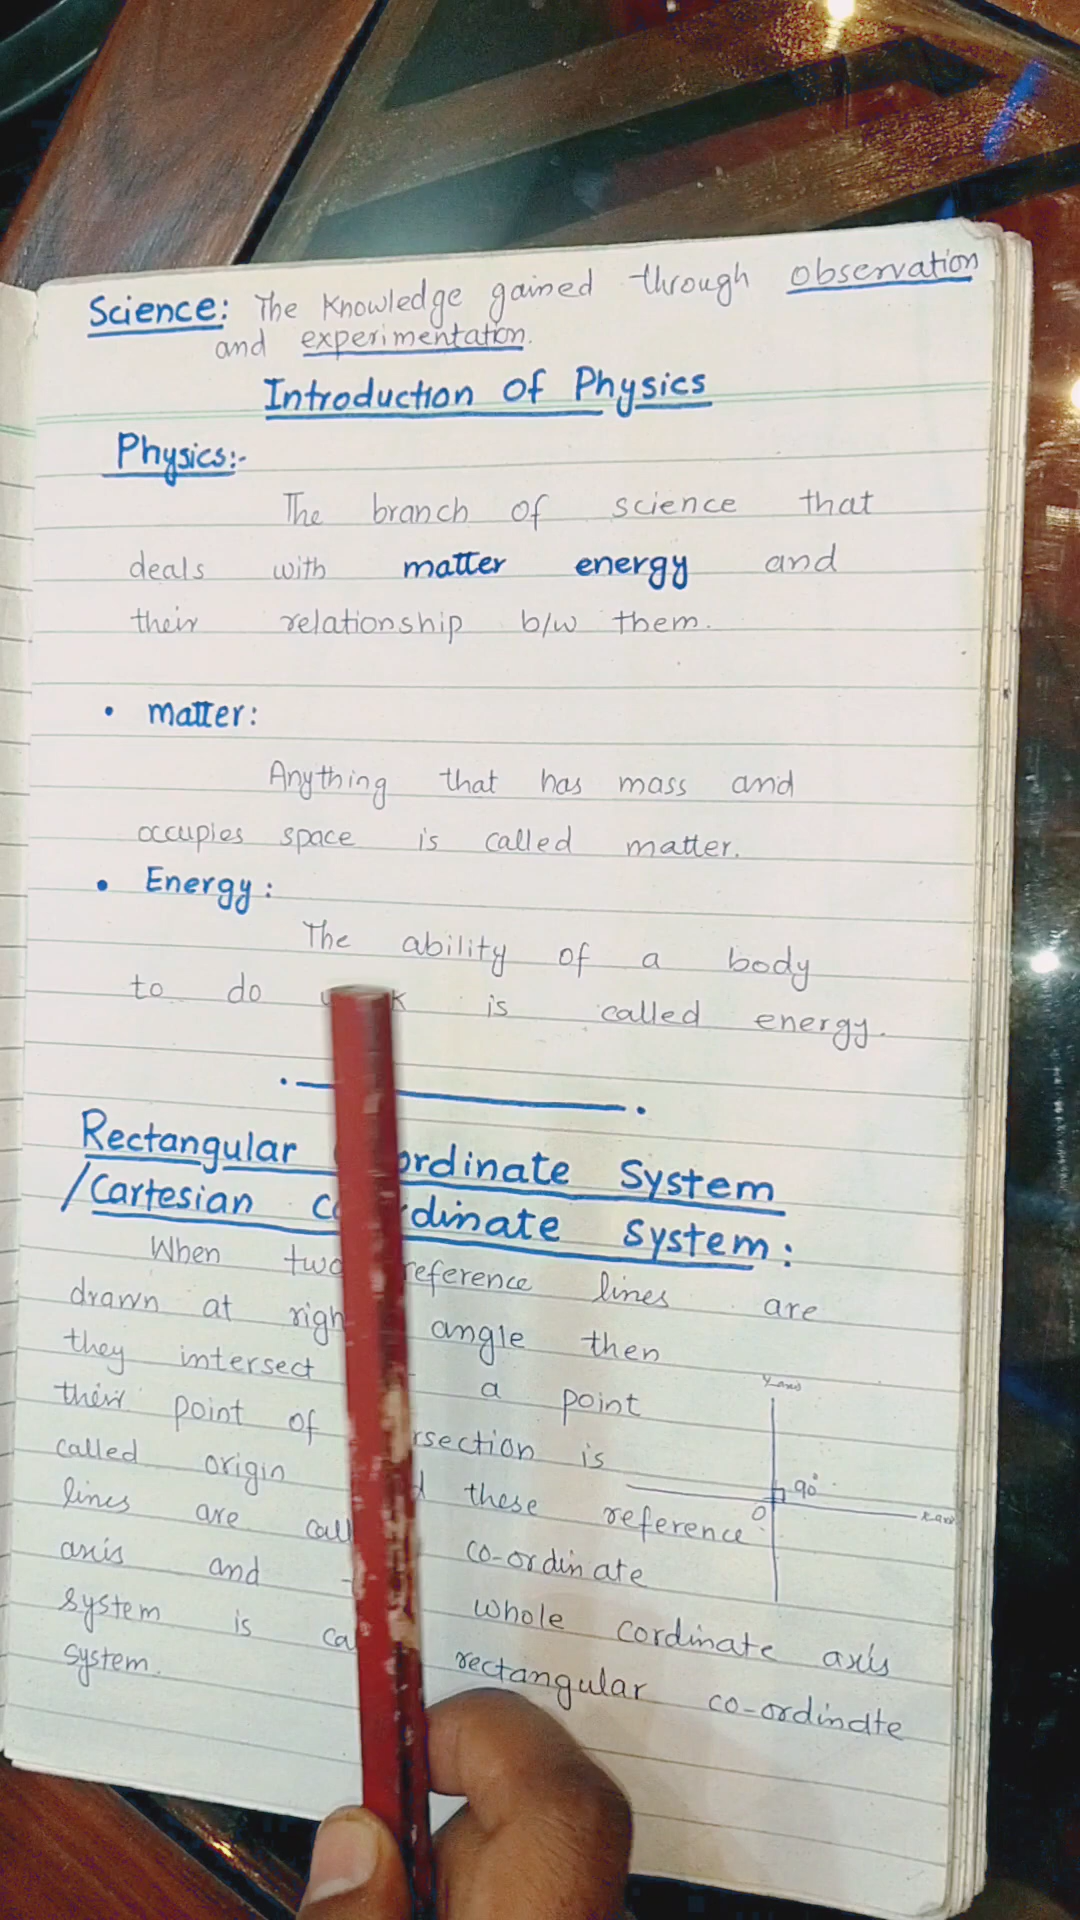 Science: The Knowledge gained through observation
and experimentation.
Introduction of Physics
Physics:-
The branch of science that
deals with matter energy and
their relationship b/w them.
• matter:
Anything that has mass and
occupies space is called matter.
• Energy:
The ability of a body
to do is called energy.
Rectangular System
/Cartesian System:
When two reference lines are
drawn at angle then
they intersect a point
their point of is
called origin these
lines are reference
axis and co-ordinate
system is whole cordinate axis
system. rectangular co-ordinate
Y axis
90°
O
x axis